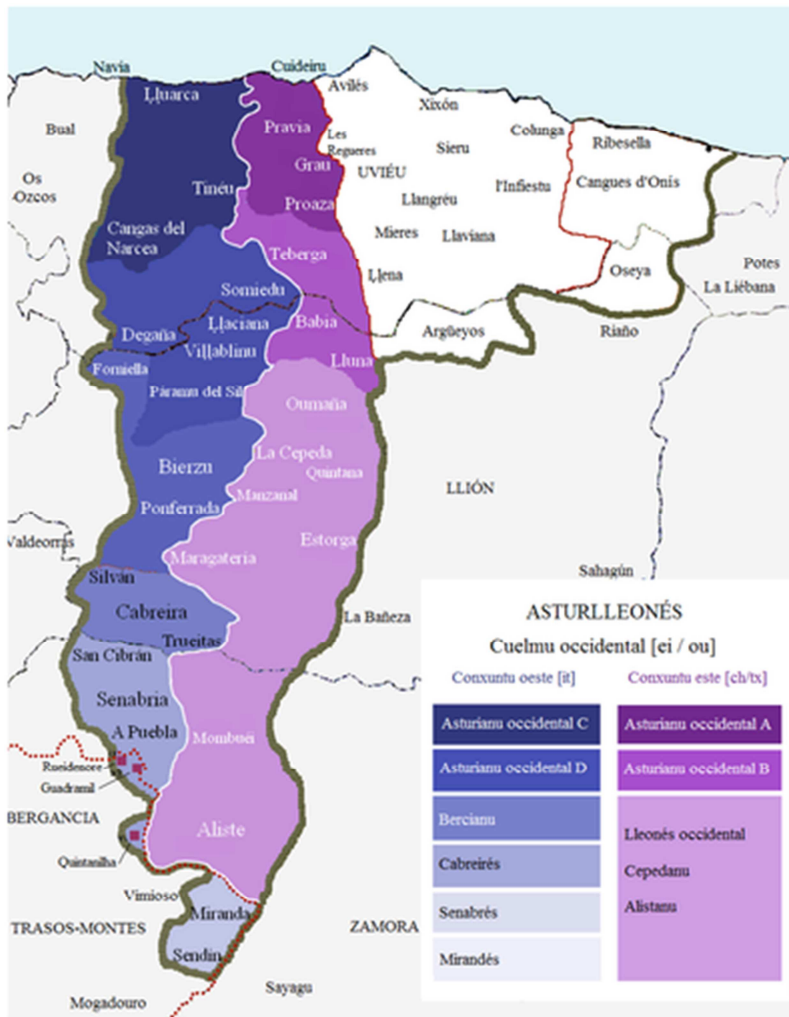 Navia
Cuideiru
Ḷḷuarca
Avilés
Xixón
Bual
Pravia
Les
Regueres
Colunga
Sieru
Ribesella
Grau
UVIÉU
Os
Ozcos
Tinéu
l'Infiestu
Cangues d'Onís
Proaza
Llangréu
Cangas del
Narcea
Mieres
Llaviana
Teberga
Ḷḷena
Oseya
Potes
La Liébana
Somiedu
Ḷḷaciana
Babia
Argüeyos
Riaño
Degaña
Viḷḷablinu
Forniella
Lluna
Páramu del Sil
Oumaña
Bierzu
La Cepeda
Quintana
LLIÓN
Manzanal
Ponferrada
Estorga
Valdeorras
Maragatería
Silván
Sahagún
Cabreira
La Bañeza
Trueitas
San Cibrán
Senabria
A Puebla
Mombuéi
Rueidenore
Guadramil
BERGANCIA
Aliste
Quintanilha
Vimioso
Miranda
TRASOS-MONTES
ZAMORA
Sendin
Sayagu
Mogadouro
ASTURLLEONÉS
Cuelmu occidental [ei / ou]
Conxuntu oeste [it]
Conxuntu este [ch/tx]
Asturianu occidental C
Asturianu occidental A
Asturianu occidental D
Asturianu occidental B
Bercianu
Lleonés occidental
Cabreirés
Cepedanu
Senabrés
Alistanu
Mirandés